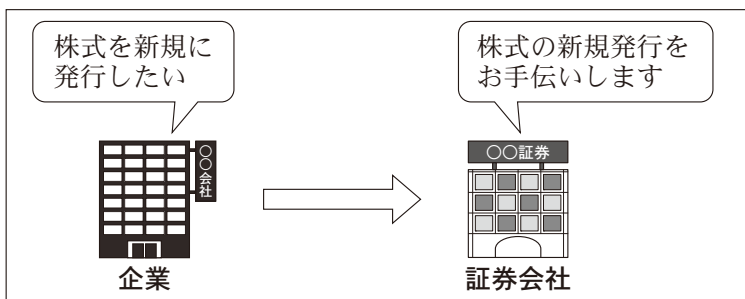 株式を新規に
発行したい
株式の新規発行を
お手伝いします
〇〇会社
〇〇証券
企業
証券会社